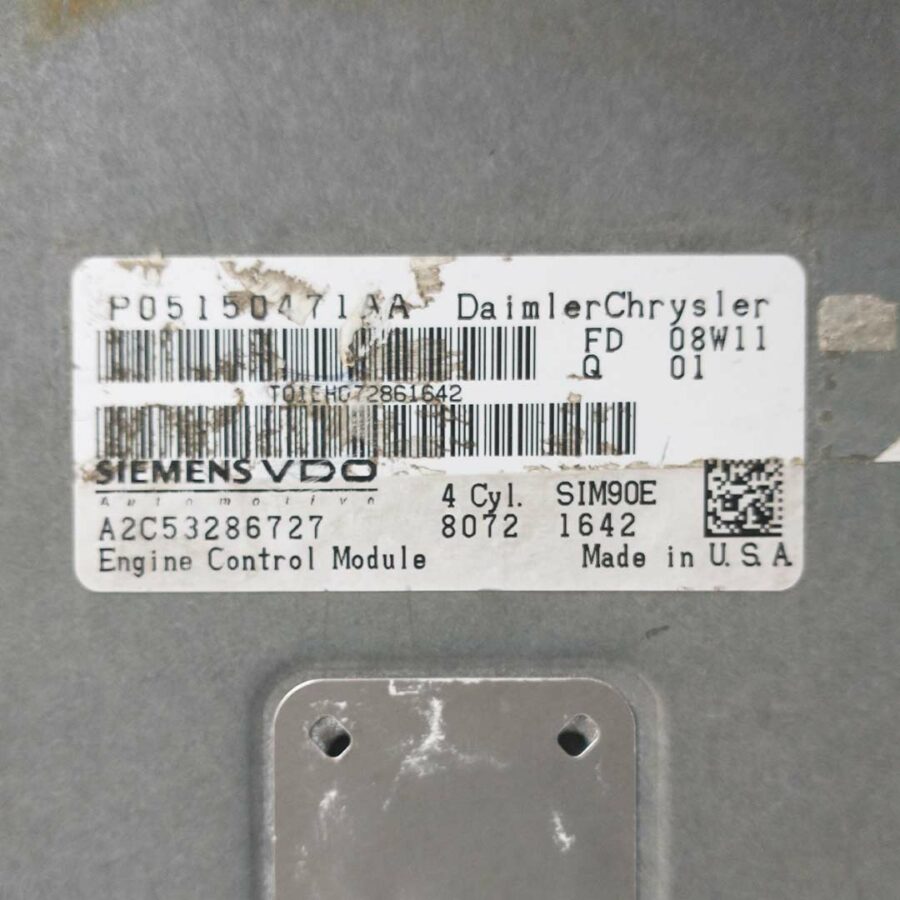 P05150471AA DaimlerChrysler
FD 08W11
Q 01
T01EH072861642
SIEMENS VDO
Automotive
4 Cyl. SIM90E
A2C53286727 8072 1642
Engine Control Module Made in U.S.A